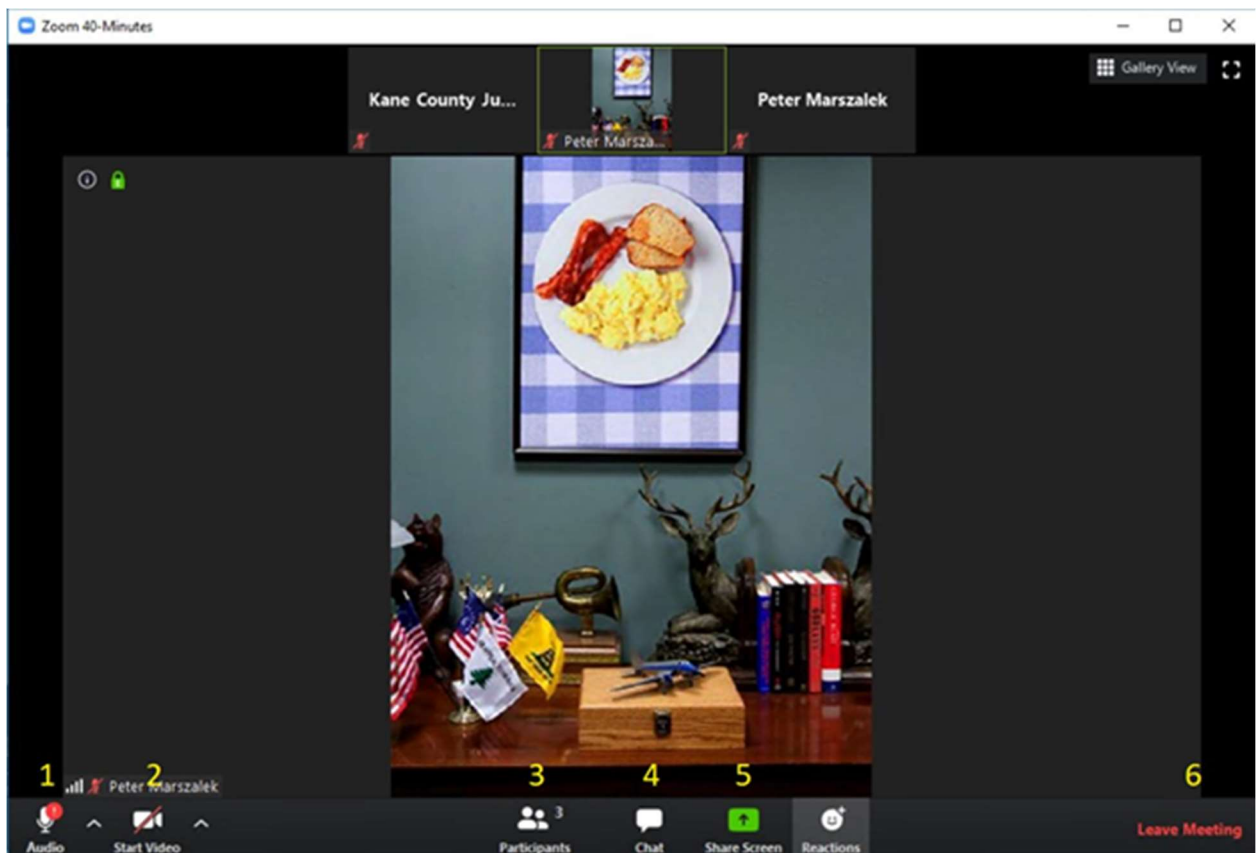 Zoom 40-Minutes
Gallery View
Kane County Ju...
Peter Marsza...
Peter Marszalek
1
2
3
4
5
6
Peter Marszalek
3
Audio
Start Video
Participants
Chat
Share Screen
Reactions
Leave Meeting